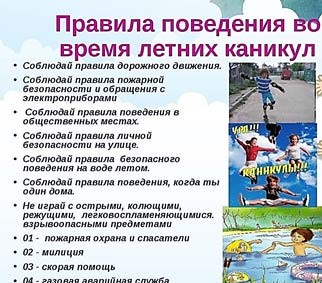 Правила поведения во
время летних каникул
• Соблюдай правила дорожного движения.
• Соблюдай правила пожарной
безопасности и обращения с
электроприборами
• Соблюдай правила поведения в
общественных местах.
• Соблюдай правила личной
безопасности на улице.
• Соблюдай правила безопасного
поведения на воде летом.
• Соблюдай правила поведения, когда ты
один дома.
• Не играй с острыми, колющими,
режущими, легковоспламеняющимися.
взрывоопасными предметами
• 01 - пожарная охрана и спасатели
• 02 - милиция
• 03 - скорая помощь
• 04 - газовая аварийная служба
Ура!!!
каникулы!!!